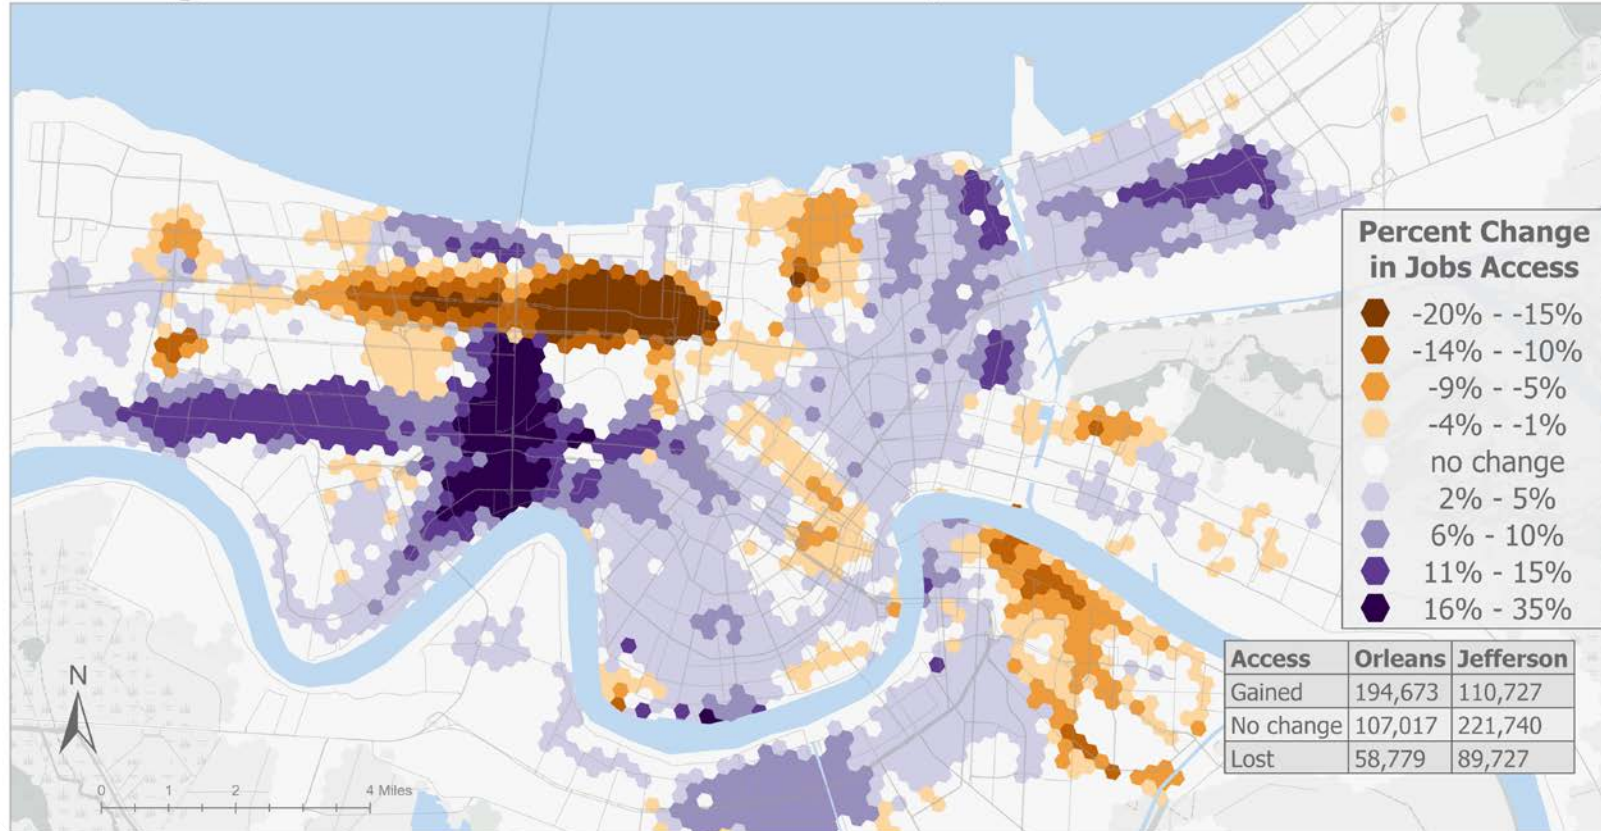 Percent Change
in Jobs Access
-20% - -15%
-14% - -10%
-9% - -5%
-4% - -1%
no change
2% - 5%
6% - 10%
11% - 15%
16% - 35%
Access Orleans Jefferson
Gained 194,673 110,727
No change 107,017 221,740
Lost 58,779 89,727
N
0 1 2 4 Miles